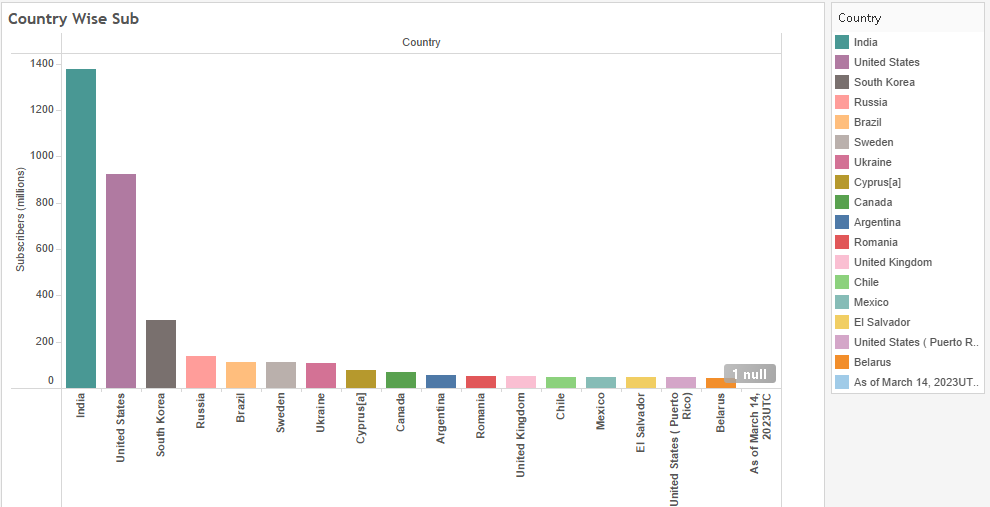 Country Wise Sub
Country
Subscribers (millions)
1400
1200
1000
800
600
400
200
0
1 null
India
United States
South Korea
Russia
Brazil
Sweden
Ukraine
Cyprus[a]
Canada
Argentina
Romania
United Kingdom
Chile
Mexico
El Salvador
United States ( Puerto
Rico)
Belarus
As of March 14,
2023UTC
Country
India
United States
South Korea
Russia
Brazil
Sweden
Ukraine
Cyprus[a]
Canada
Argentina
Romania
United Kingdom
Chile
Mexico
El Salvador
United States ( Puerto R..
Belarus
As of March 14, 2023UT..